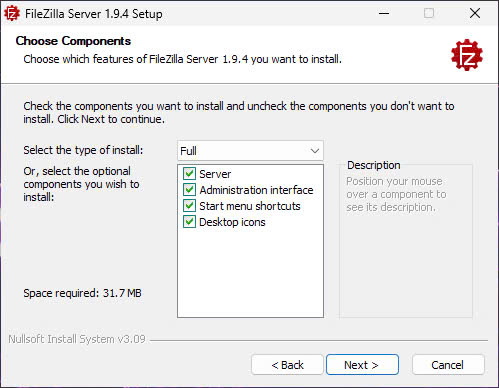 FileZilla Server 1.9.4 Setup
Choose Components
Choose which features of FileZilla Server 1.9.4 you want to install.
Fz
Check the components you want to install and uncheck the components you don't want to
install. Click Next to continue.
Select the type of install:
Full
Or, select the optional
components you wish to
install:
Server
Administration interface
Start menu shortcuts
Desktop icons
Description
Position your mouse
over a component to
see its description.
Space required: 31.7 MB
Nullsoft Install System v3.09
< Back
Next >
Cancel